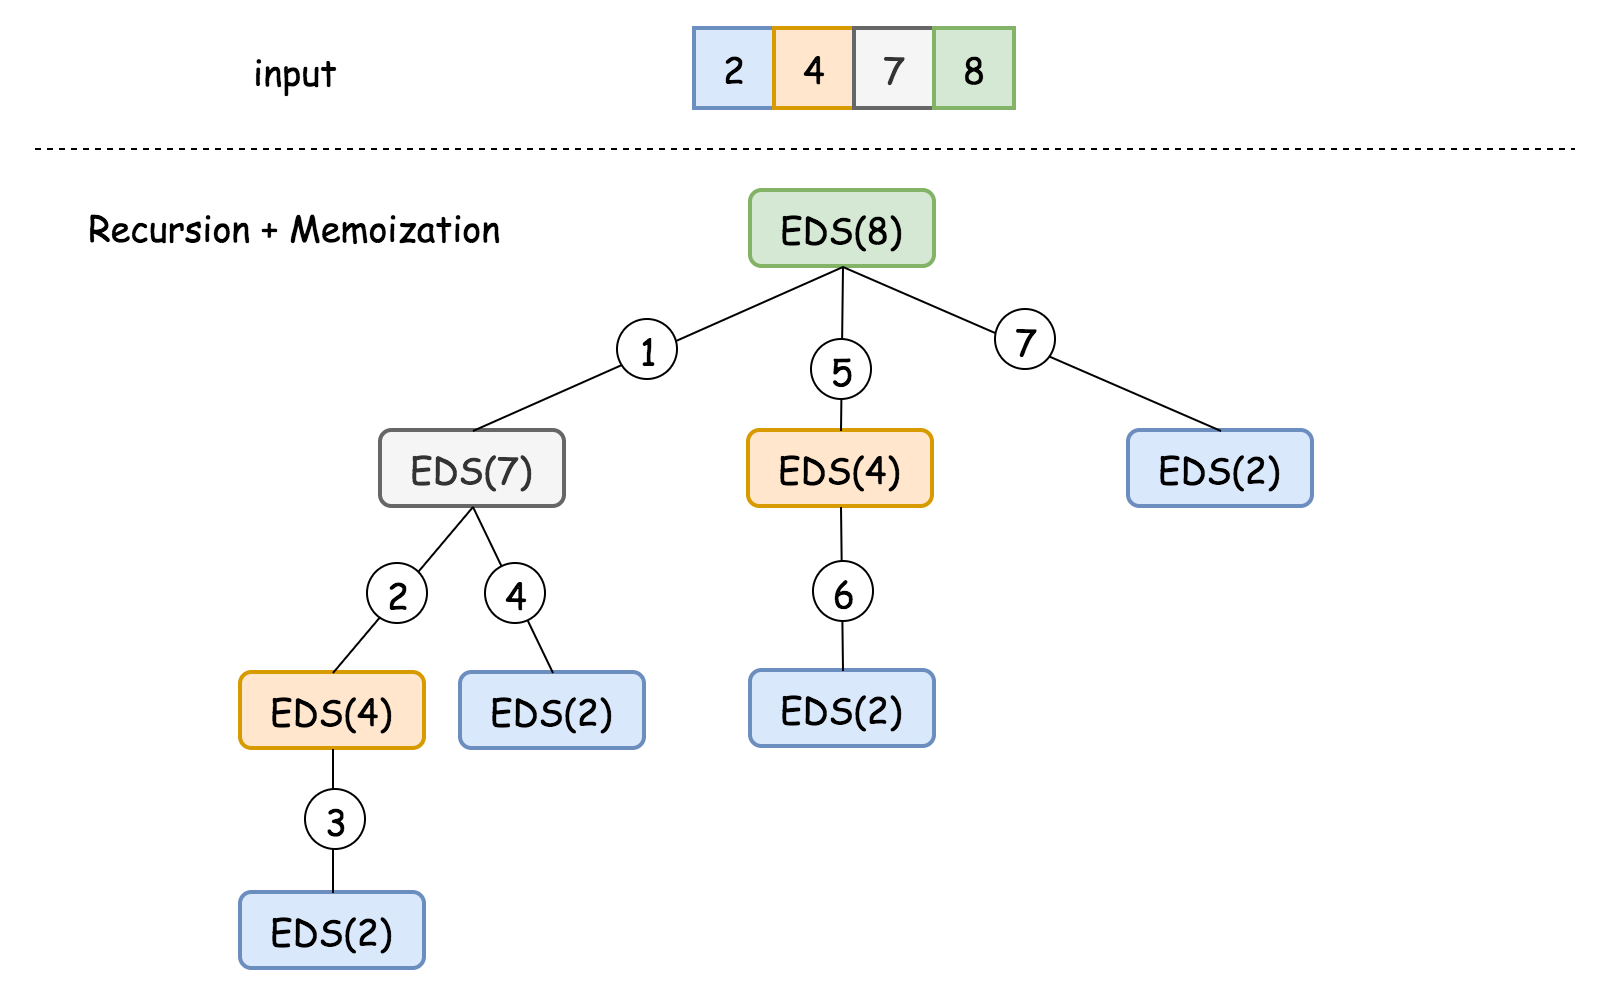 input
2 4 7 8
Recursion + Memoization
EDS(8)
1 5 7
EDS(7) EDS(4) EDS(2)
2 4 6
EDS(4) EDS(2) EDS(2)
3
EDS(2)